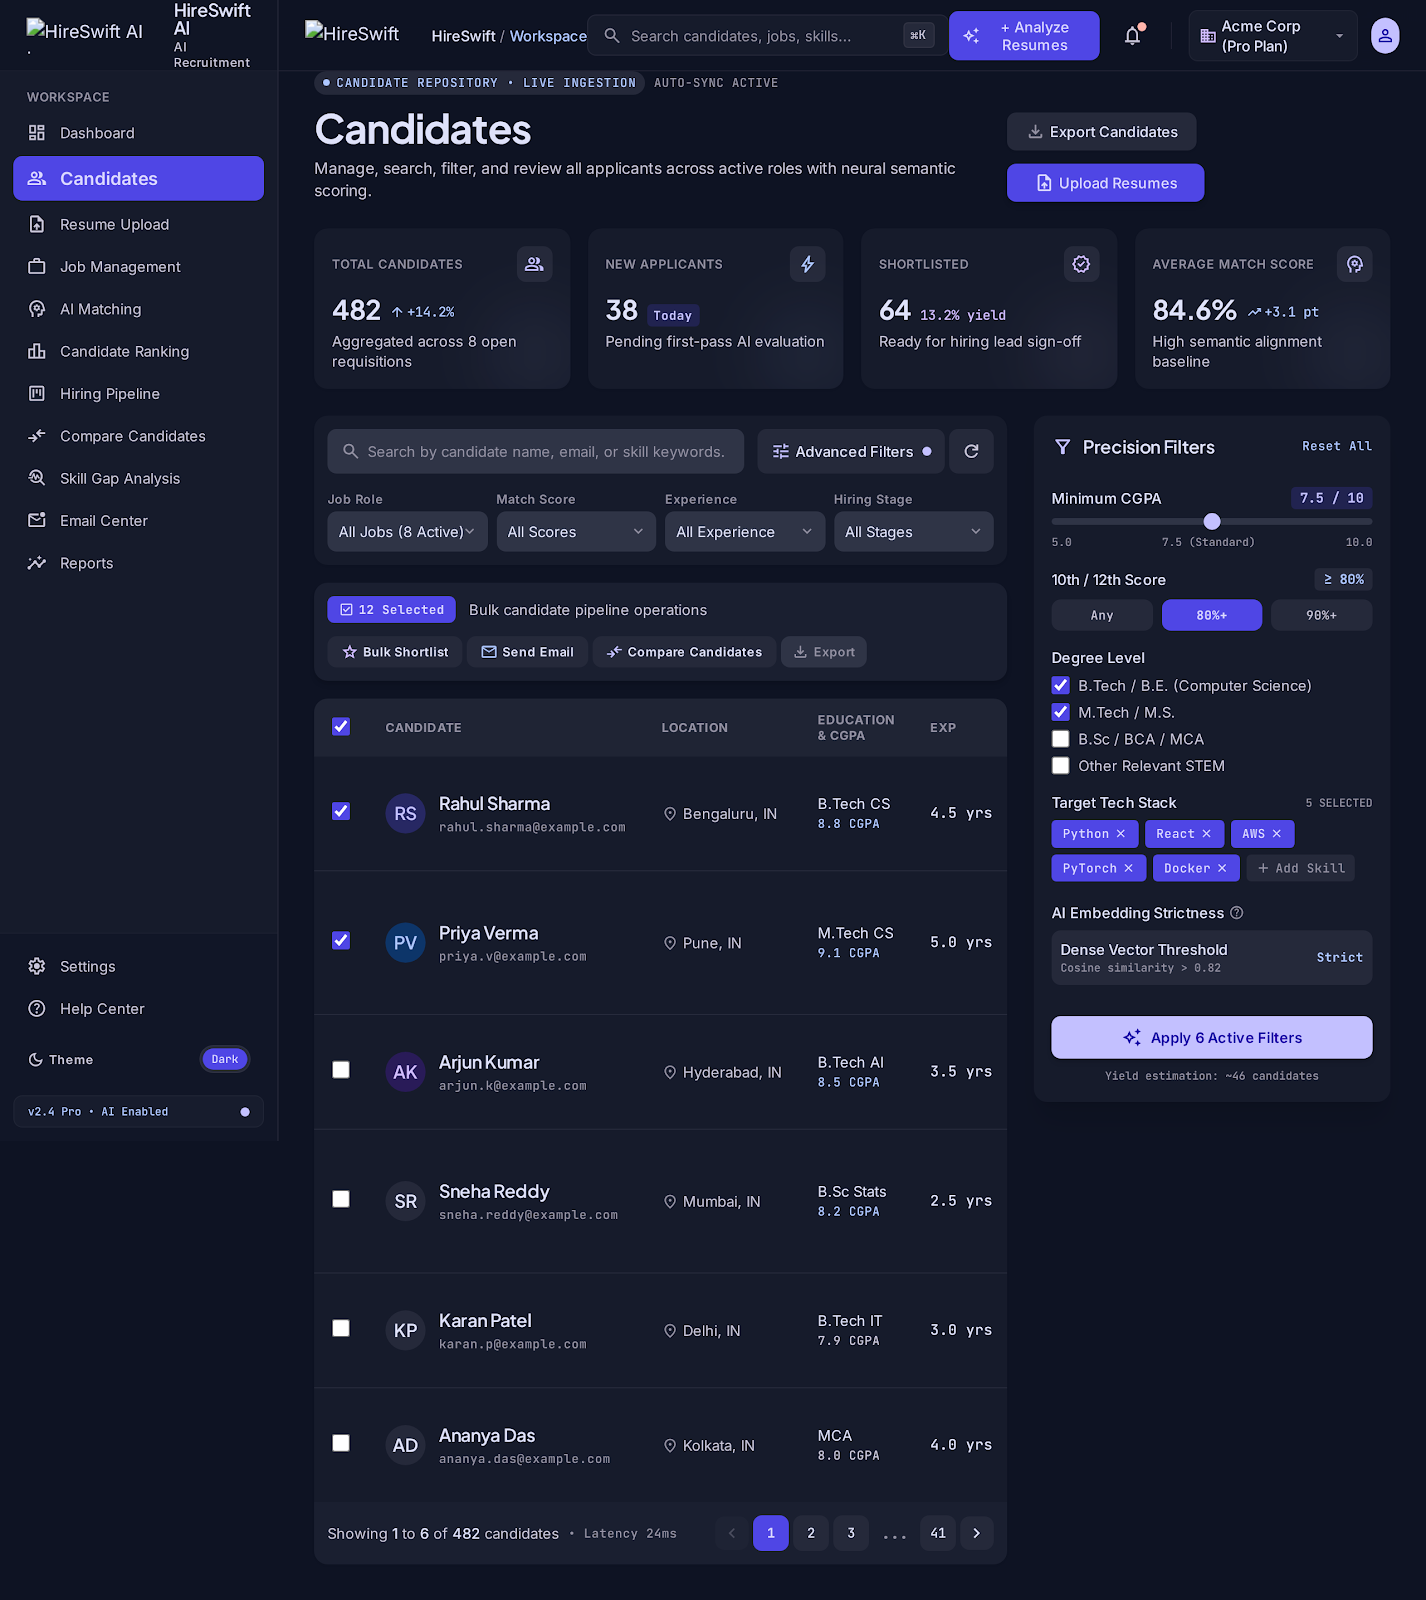 HireSwift AI
HireSwift AI
AI Recruitment
HireSwift
HireSwift / Workspace
Search candidates, jobs, skills...
⌘K
+ Analyze Resumes
Acme Corp (Pro Plan)
WORKSPACE
Dashboard
Candidates
Resume Upload
Job Management
AI Matching
Candidate Ranking
Hiring Pipeline
Compare Candidates
Skill Gap Analysis
Email Center
Reports
Settings
Help Center
Theme
Dark
v2.4 Pro • AI Enabled
CANDIDATE REPOSITORY • LIVE INGESTION
AUTO-SYNC ACTIVE
Candidates
Manage, search, filter, and review all applicants across active roles with neural semantic
scoring.
Export Candidates
Upload Resumes
TOTAL CANDIDATES
482 +14.2%
Aggregated across 8 open
requisitions
NEW APPLICANTS
38 Today
Pending first-pass AI evaluation
SHORTLISTED
64 13.2% yield
Ready for hiring lead sign-off
AVERAGE MATCH SCORE
84.6% +3.1 pt
High semantic alignment
baseline
Search by candidate name, email, or skill keywords.
Advanced Filters
Job Role
All Jobs (8 Active)
Match Score
All Scores
Experience
All Experience
Hiring Stage
All Stages
12 Selected
Bulk candidate pipeline operations
Bulk Shortlist
Send Email
Compare Candidates
Export
CANDIDATE
LOCATION
EDUCATION
& CGPA
EXP
RS
Rahul Sharma
rahul.sharma@example.com
Bengaluru, IN
B.Tech CS
8.8 CGPA
4.5 yrs
PV
Priya Verma
priya.v@example.com
Pune, IN
M.Tech CS
9.1 CGPA
5.0 yrs
AK
Arjun Kumar
arjun.k@example.com
Hyderabad, IN
B.Tech AI
8.5 CGPA
3.5 yrs
SR
Sneha Reddy
sneha.reddy@example.com
Mumbai, IN
B.Sc Stats
8.2 CGPA
2.5 yrs
KP
Karan Patel
karan.p@example.com
Delhi, IN
B.Tech IT
7.9 CGPA
3.0 yrs
AD
Ananya Das
ananya.das@example.com
Kolkata, IN
MCA
8.0 CGPA
4.0 yrs
Showing 1 to 6 of 482 candidates • Latency 24ms
1 2 3 ... 41
Precision Filters
Reset All
Minimum CGPA
7.5 / 10
5.0
7.5 (Standard)
10.0
10th / 12th Score
≥ 80%
Any
80%+
90%+
Degree Level
B.Tech / B.E. (Computer Science)
M.Tech / M.S.
B.Sc / BCA / MCA
Other Relevant STEM
Target Tech Stack
5 SELECTED
Python ×
React ×
AWS ×
PyTorch ×
Docker ×
+ Add Skill
AI Embedding Strictness
Dense Vector Threshold
Cosine similarity > 0.82
Strict
Apply 6 Active Filters
Yield estimation: ~46 candidates